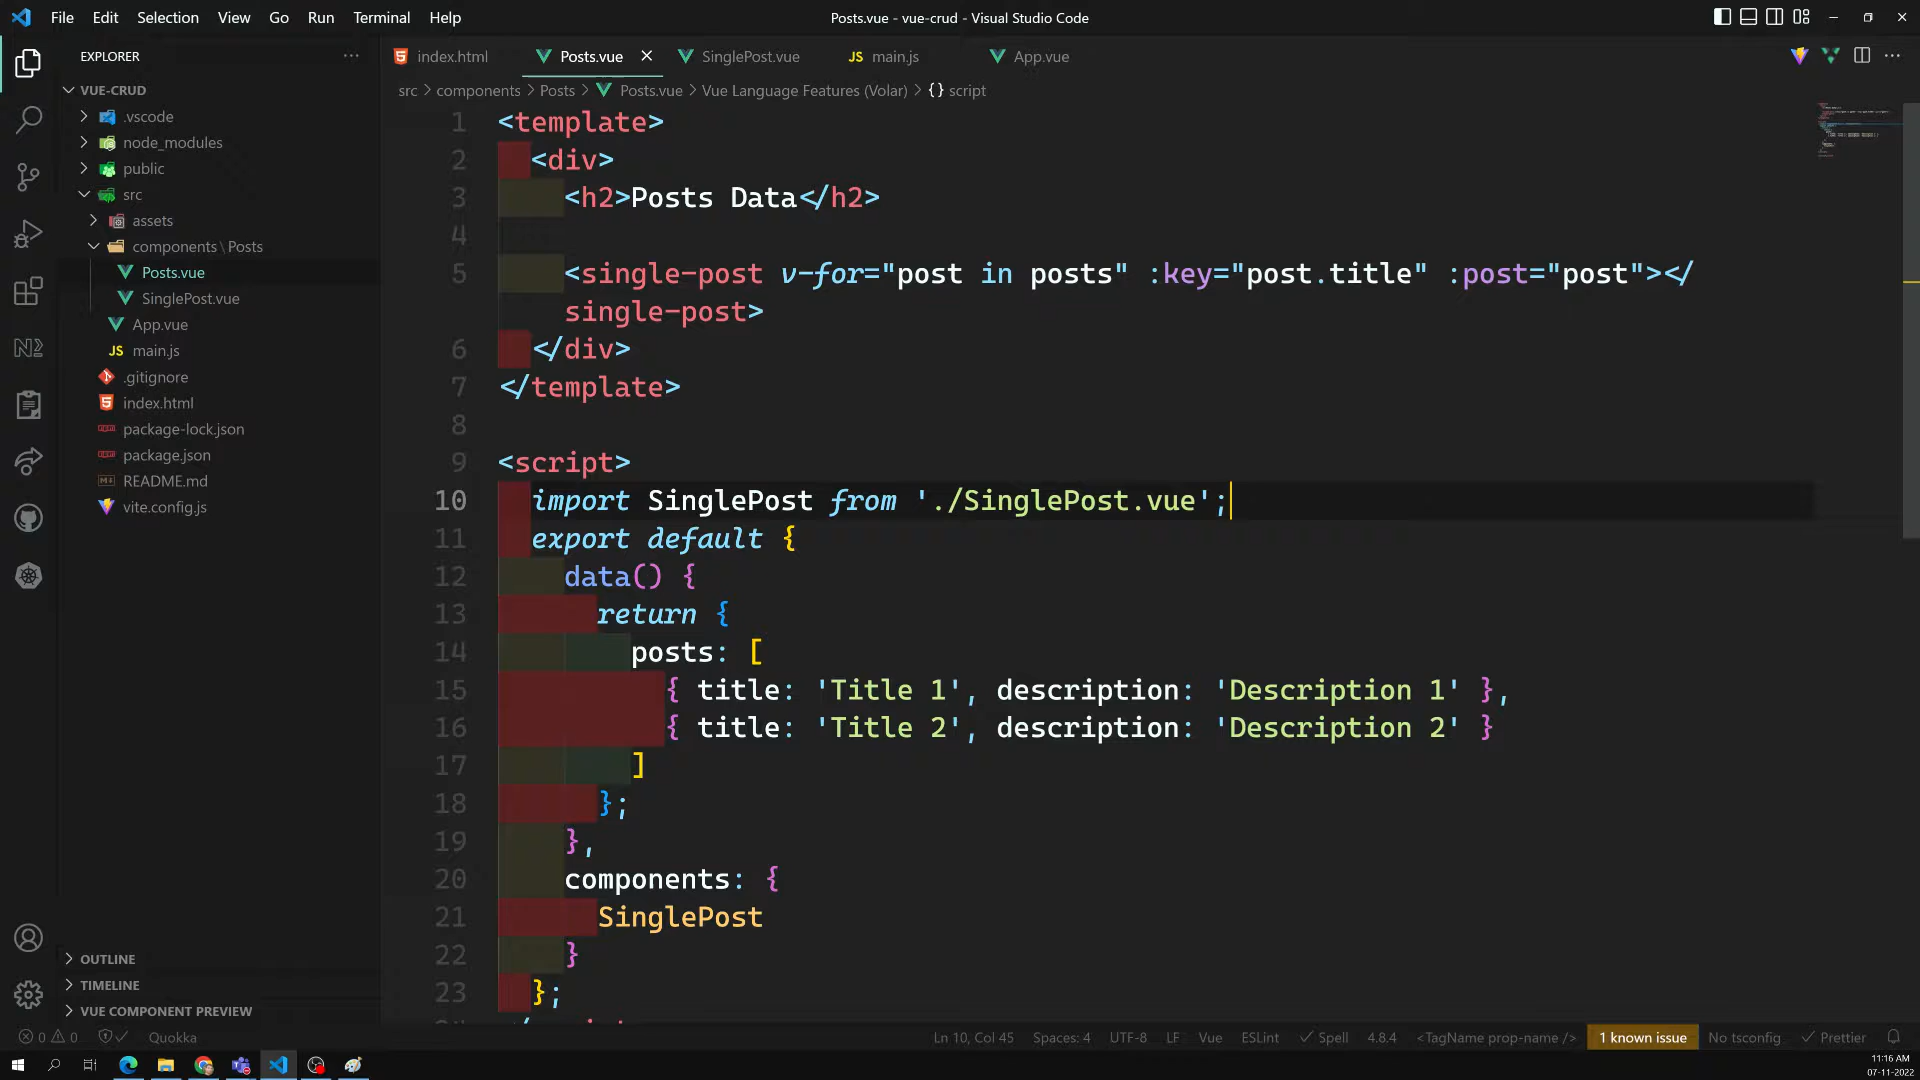 File Edit Selection View Go Run Terminal Help
Posts.vue - vue-crud - Visual Studio Code
EXPLORER
VUE-CRUD
.vscode
node_modules
public
src
assets
components\Posts
Posts.vue
SinglePost.vue
App.vue
JS main.js
.gitignore
index.html
package-lock.json
package.json
README.md
vite.config.js
OUTLINE
TIMELINE
VUE COMPONENT PREVIEW
index.html Posts.vue SinglePost.vue JS main.js App.vue
src > components > Posts > Posts.vue > Vue Language Features (Volar) > {} script
1 <template>
2 <div>
3 <h2>Posts Data</h2>
4
5 <single-post v-for="post in posts" :key="post.title" :post="post"></
single-post>
6 </div>
7 </template>
8
9 <script>
10 import SinglePost from './SinglePost.vue';
11 export default {
12 data() {
13 return {
14 posts: [
15 { title: 'Title 1', description: 'Description 1' },
16 { title: 'Title 2', description: 'Description 2' }
17 ]
18 };
19 },
20 components: {
21 SinglePost
22 }
23 };
0 0 Quokka Ln 10, Col 45 Spaces: 4 UTF-8 LF Vue ESLint Spell 4.8.4 <TagName prop-name /> 1 known issue No tsconfig Prettier
11:16 AM
07-11-2022